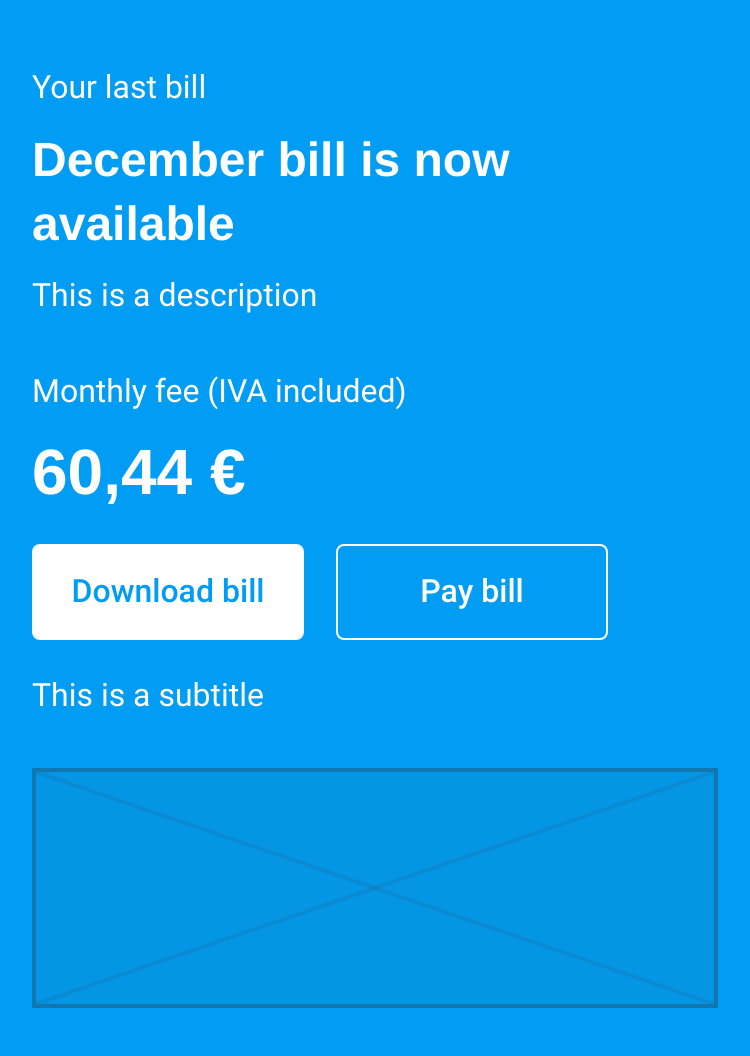 Your last bill
December bill is now
available
This is a description
Monthly fee (IVA included)
60,44 €
Download bill
Pay bill
This is a subtitle